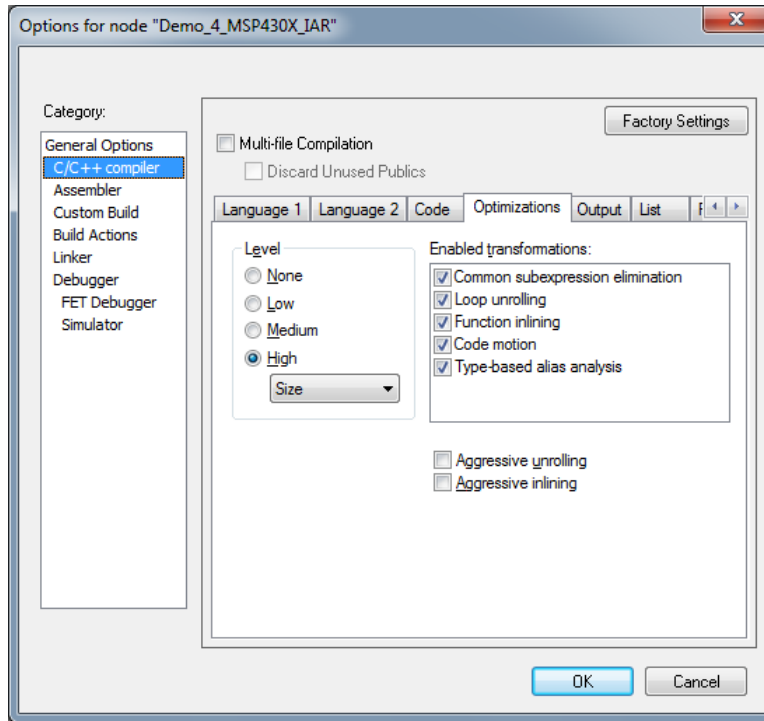 Options for node "Demo_4_MSP430X_IAR"
x
Category:
General Options
C/C++ compiler
Assembler
Custom Build
Build Actions
Linker
Debugger
FET Debugger
Simulator
Factory Settings
Multi-file Compilation
Discard Unused Publics
Language 1
Language 2
Code
Optimizations
Output
List
Level
None
Low
Medium
High
Size
Enabled transformations:
Common subexpression elimination
Loop unrolling
Function inlining
Code motion
Type-based alias analysis
Aggressive unrolling
Aggressive inlining
OK
Cancel